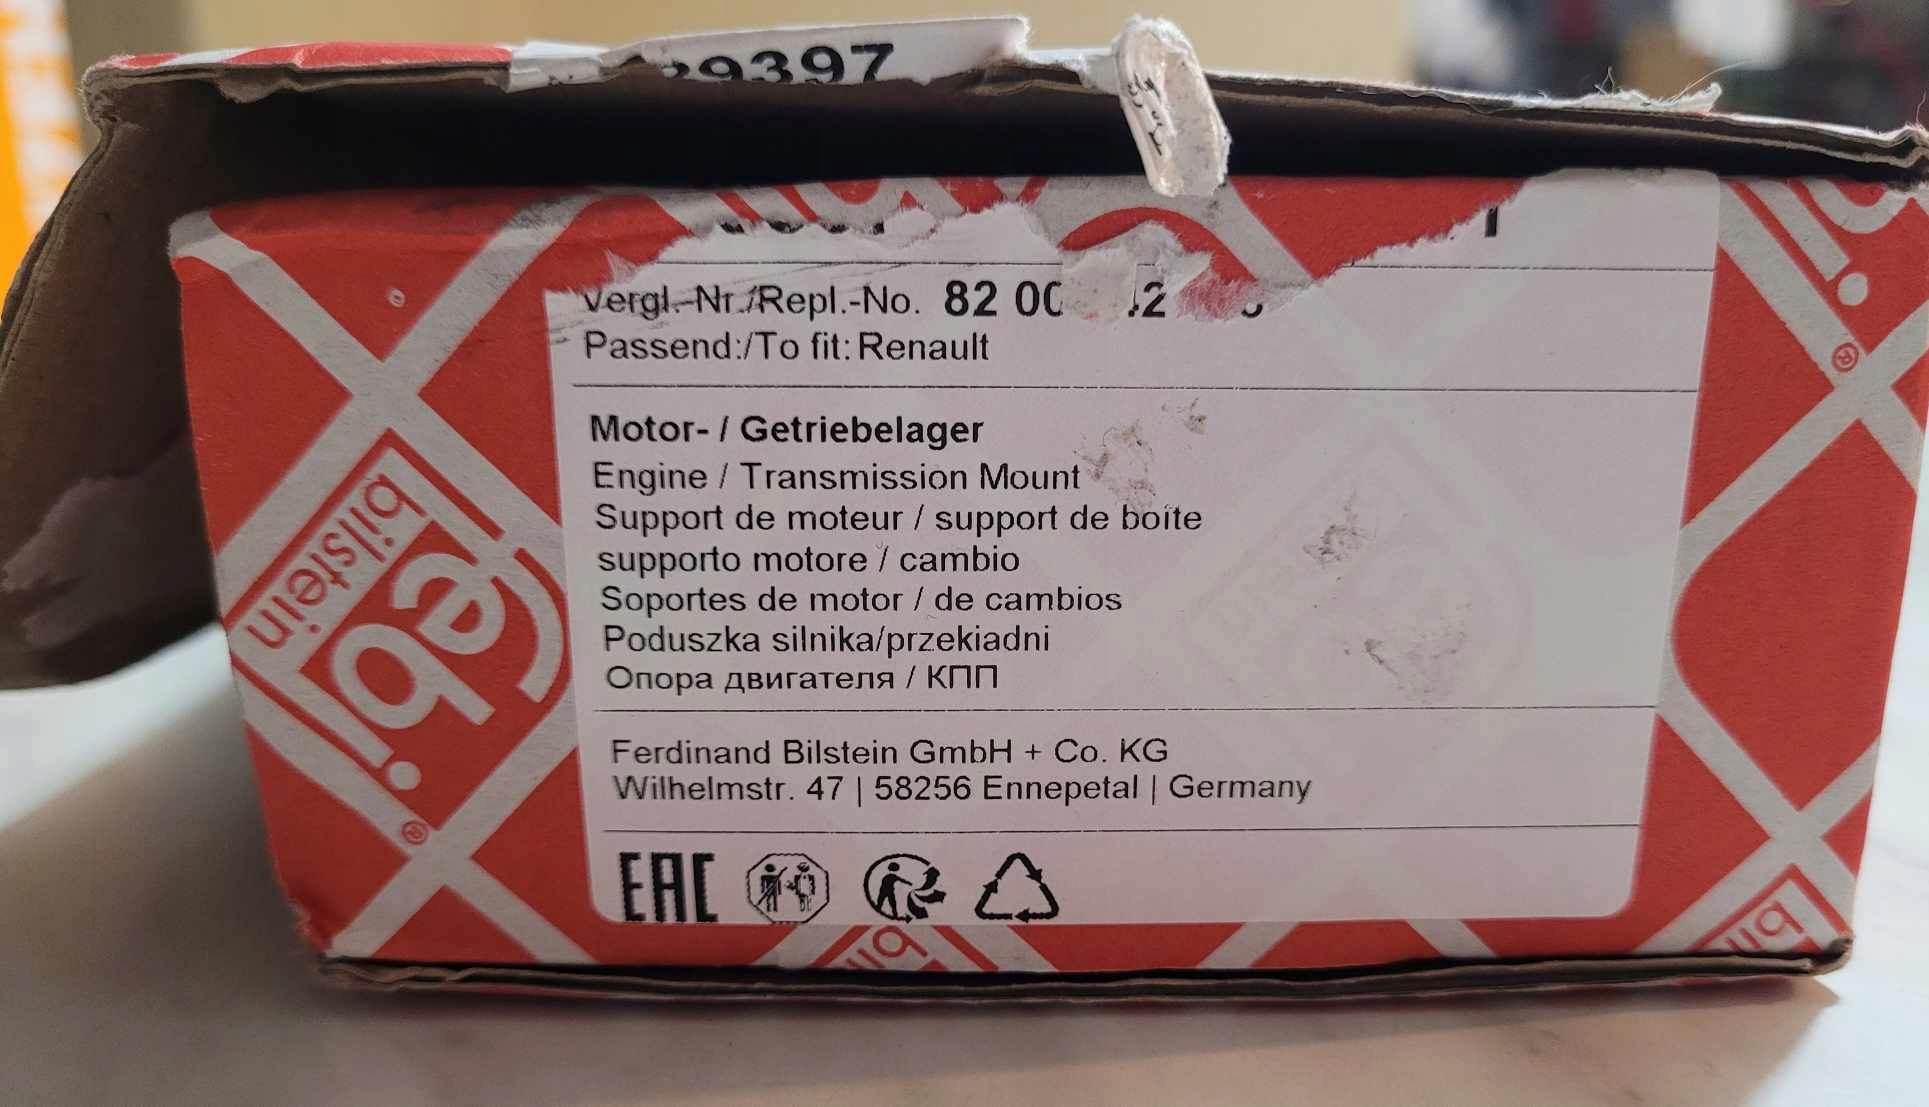 39397
Vergl.-Nr./Repl.-No. 82 00
Passend:/To fit: Renault
Motor- / Getriebelager
Engine / Transmission Mount
Support de moteur / support de boîte
supporto motore / cambio
Soportes de motor / de cambios
Poduszka silnika/przekiadni
Опора двигателя / КПП
Ferdinand Bilstein GmbH + Co. KG
Wilhelmstr. 47 | 58256 Ennepetal | Germany
EAC
febi
bilstein